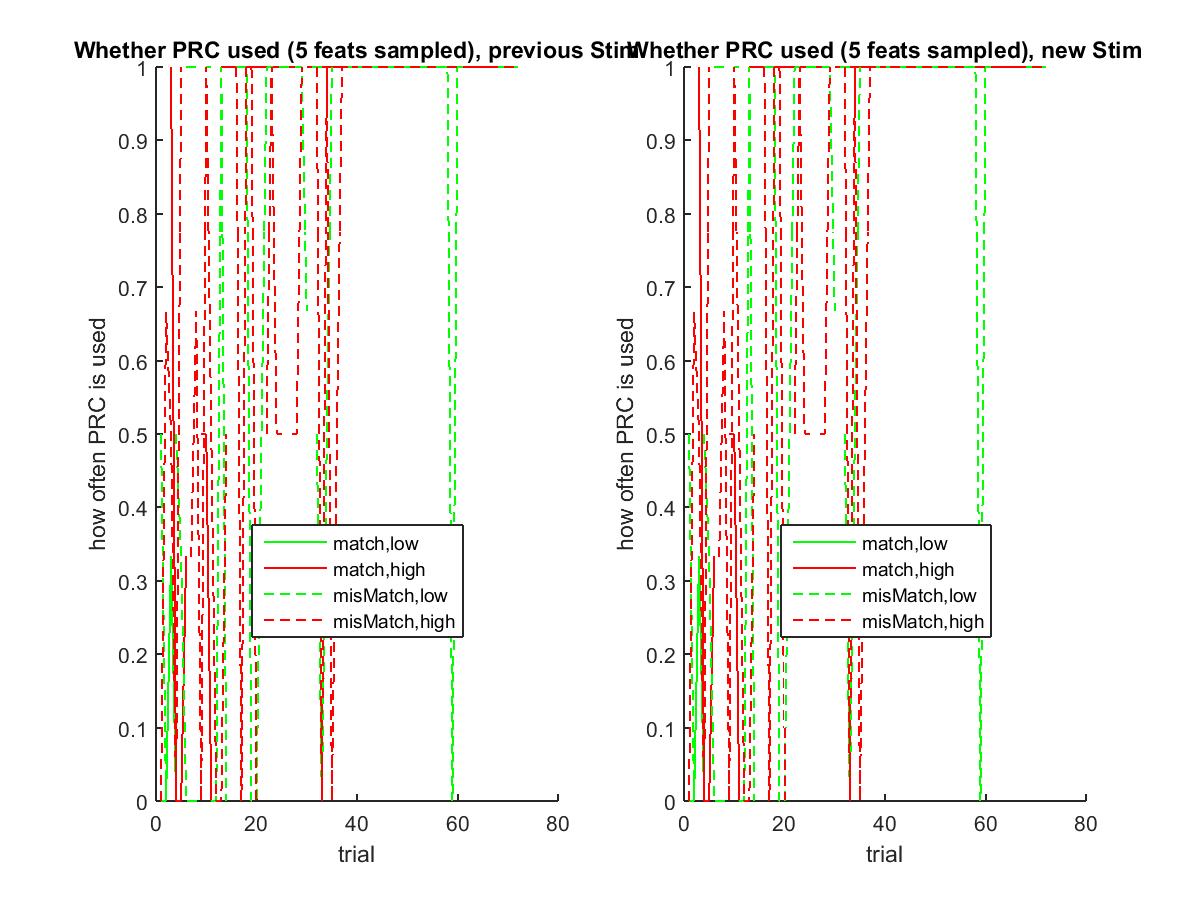 Whether PRC used (5 feats sampled), previous Stim
1
0.9
0.8
0.7
0.6
0.5
0.4
0.3
0.2
0.1
0
how often PRC is used
match,low
match,high
misMatch,low
misMatch,high
0 20 40 60 80
trial
Whether PRC used (5 feats sampled), new Stim
1
0.9
0.8
0.7
0.6
0.5
0.4
0.3
0.2
0.1
0
how often PRC is used
match,low
match,high
misMatch,low
misMatch,high
0 20 40 60 80
trial